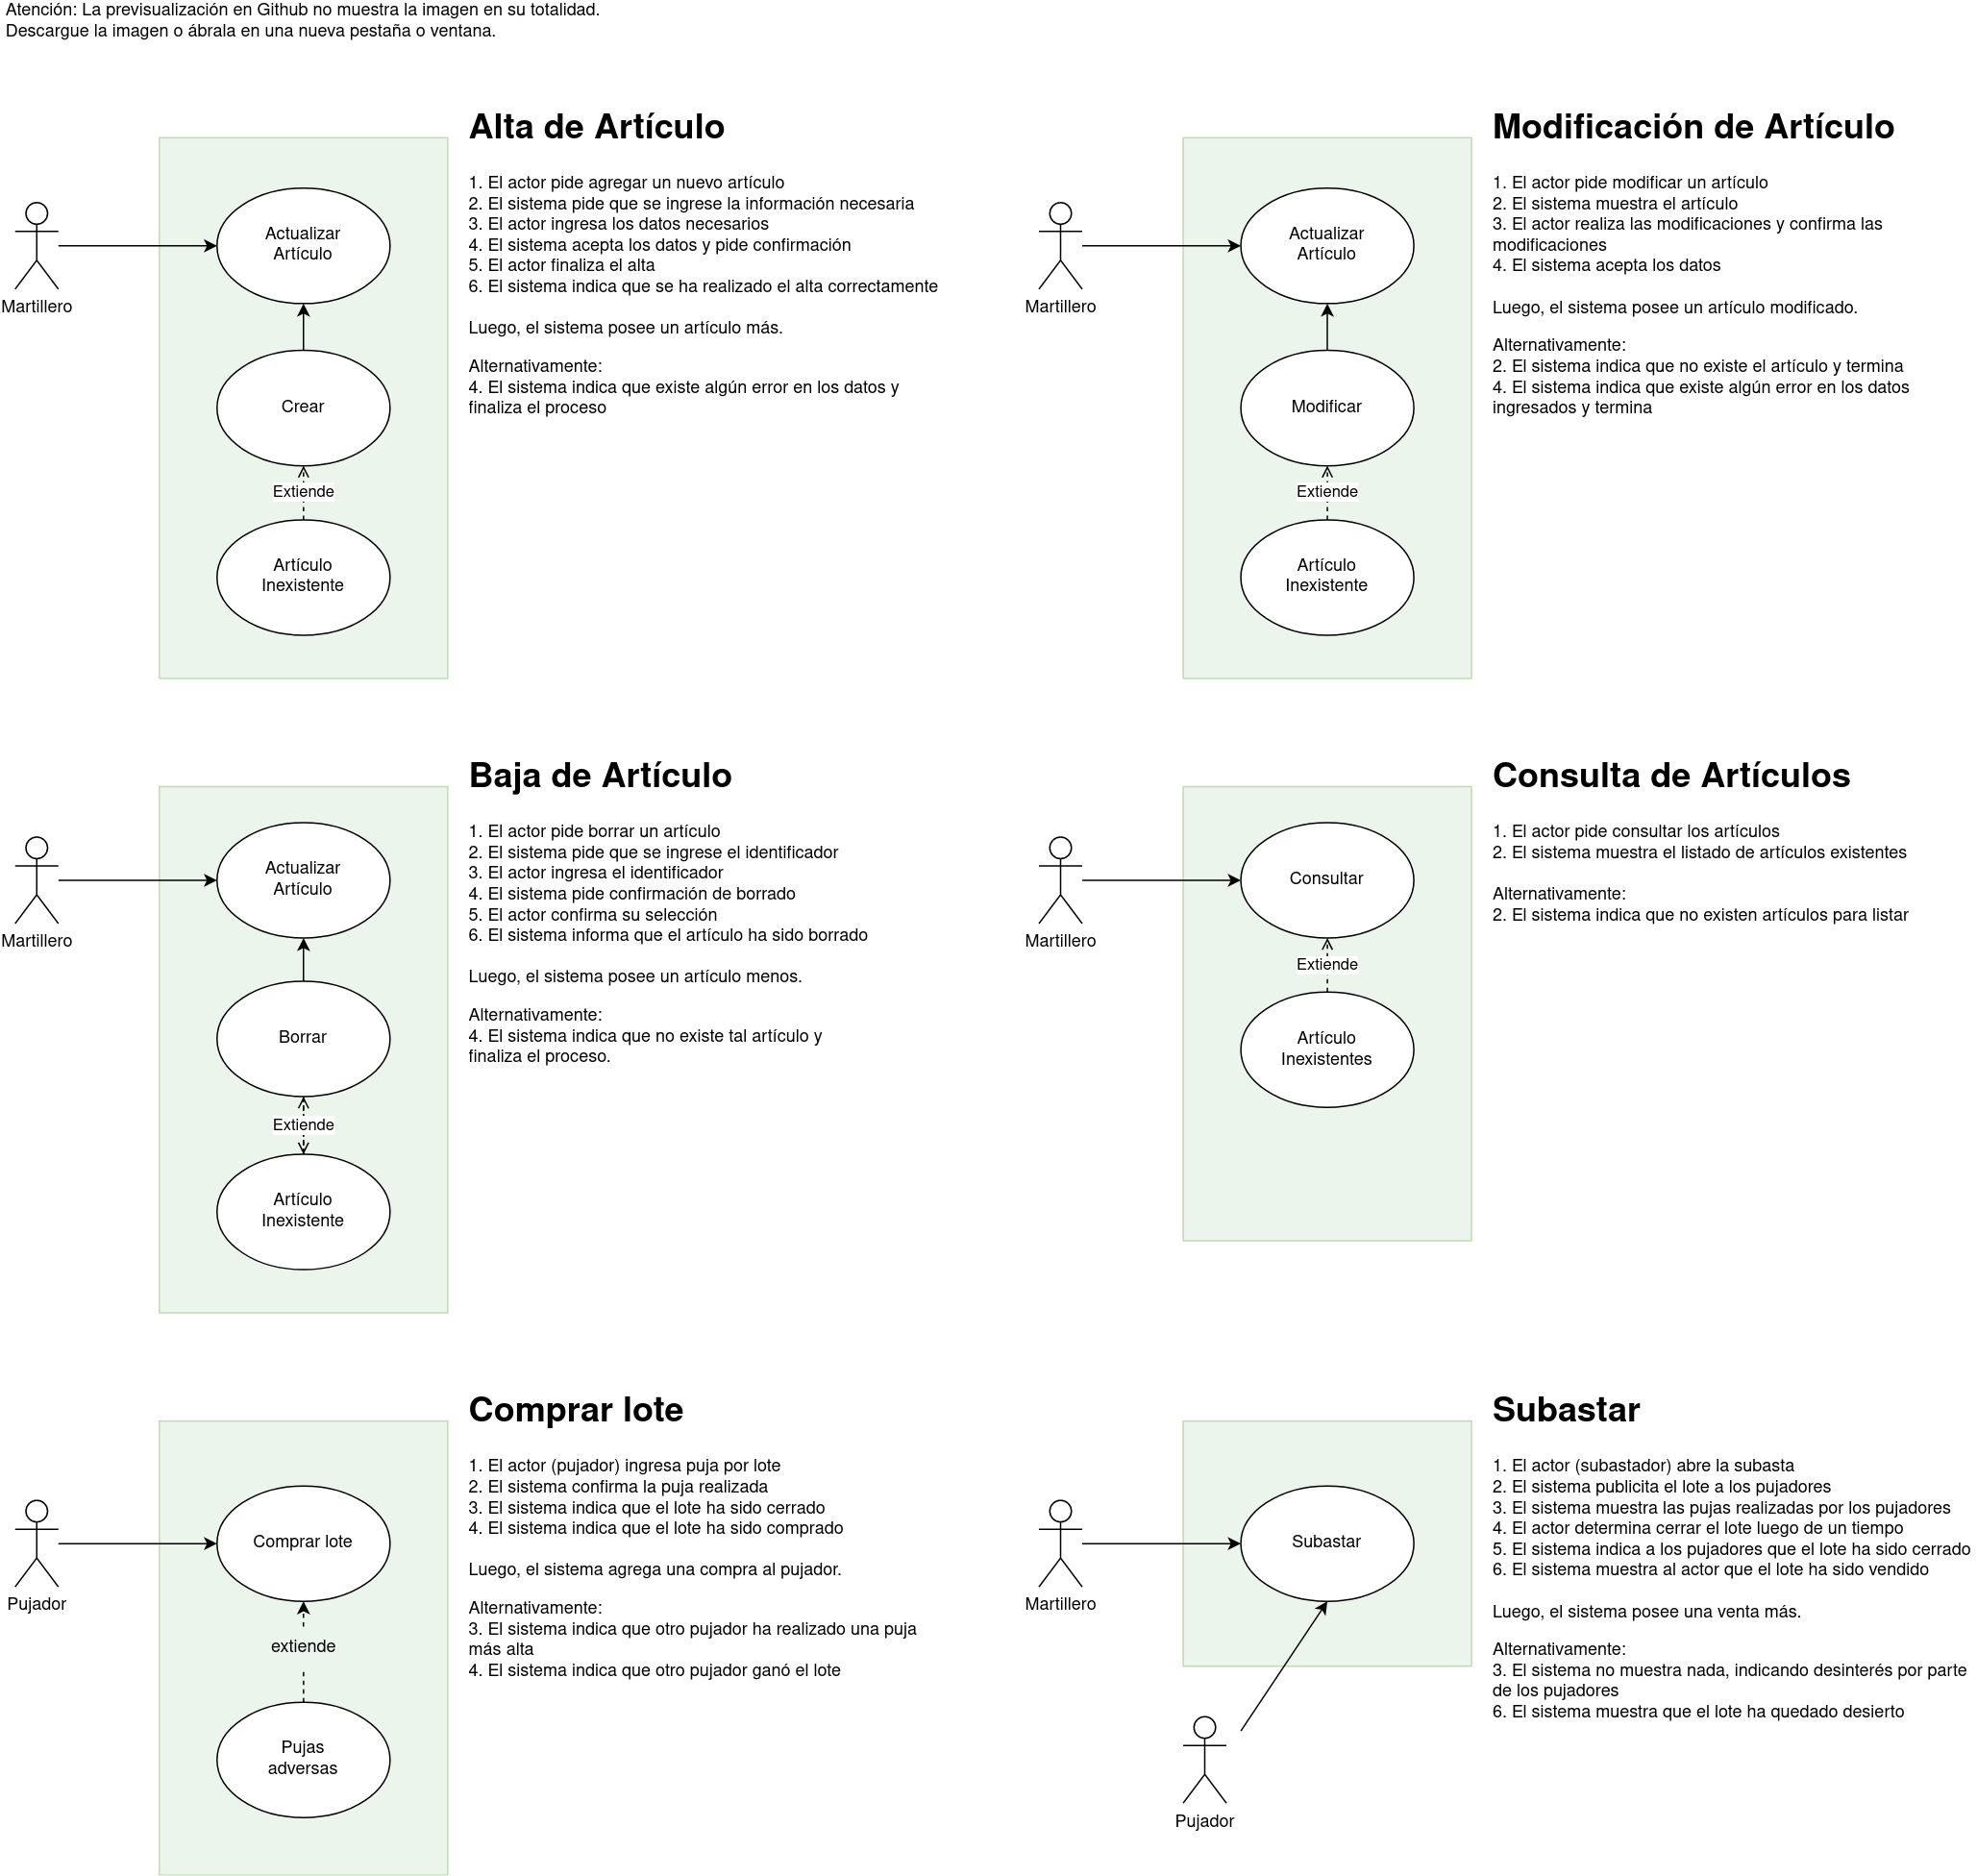 Atención: La previsualización en Github no muestra la imagen en su totalidad.
Descargue la imagen o ábrala en una nueva pestaña o ventana.
Alta de Artículo
1. El actor pide agregar un nuevo artículo
2. El sistema pide que se ingrese la información necesaria
3. El actor ingresa los datos necesarios
4. El sistema acepta los datos y pide confirmación
5. El actor finaliza el alta
6. El sistema indica que se ha realizado el alta correctamente
Luego, el sistema posee un artículo más.
Alternativamente:
4. El sistema indica que existe algún error en los datos y
finaliza el proceso
Martillero
Actualizar
Artículo
Crear
Extiende
Artículo
Inexistente
Modificación de Artículo
1. El actor pide modificar un artículo
2. El sistema muestra el artículo
3. El actor realiza las modificaciones y confirma las
modificaciones
4. El sistema acepta los datos
Luego, el sistema posee un artículo modificado.
Alternativamente:
2. El sistema indica que no existe el artículo y termina
4. El sistema indica que existe algún error en los datos
ingresados y termina
Martillero
Actualizar
Artículo
Modificar
Extiende
Artículo
Inexistente
Baja de Artículo
1. El actor pide borrar un artículo
2. El sistema pide que se ingrese el identificador
3. El actor ingresa el identificador
4. El sistema pide confirmación de borrado
5. El actor confirma su selección
6. El sistema informa que el artículo ha sido borrado
Luego, el sistema posee un artículo menos.
Alternativamente:
4. El sistema indica que no existe tal artículo y
finaliza el proceso.
Martillero
Actualizar
Artículo
Borrar
Extiende
Artículo
Inexistente
Consulta de Artículos
1. El actor pide consultar los artículos
2. El sistema muestra el listado de artículos existentes
Alternativamente:
2. El sistema indica que no existen artículos para listar
Martillero
Consultar
Extiende
Artículo
Inexistentes
Comprar lote
1. El actor (pujador) ingresa puja por lote
2. El sistema confirma la puja realizada
3. El sistema indica que el lote ha sido cerrado
4. El sistema indica que el lote ha sido comprado
Luego, el sistema agrega una compra al pujador.
Alternativamente:
3. El sistema indica que otro pujador ha realizado una puja
más alta
4. El sistema indica que otro pujador ganó el lote
Pujador
Comprar lote
extiende
Pujas
adversas
Subastar
1. El actor (subastador) abre la subasta
2. El sistema publicita el lote a los pujadores
3. El sistema muestra las pujas realizadas por los pujadores
4. El actor determina cerrar el lote luego de un tiempo
5. El sistema indica a los pujadores que el lote ha sido cerrado
6. El sistema muestra al actor que el lote ha sido vendido
Luego, el sistema posee una venta más.
Alternativamente:
3. El sistema no muestra nada, indicando desinterés por parte
de los pujadores
6. El sistema muestra que el lote ha quedado desierto
Martillero
Subastar
Pujador